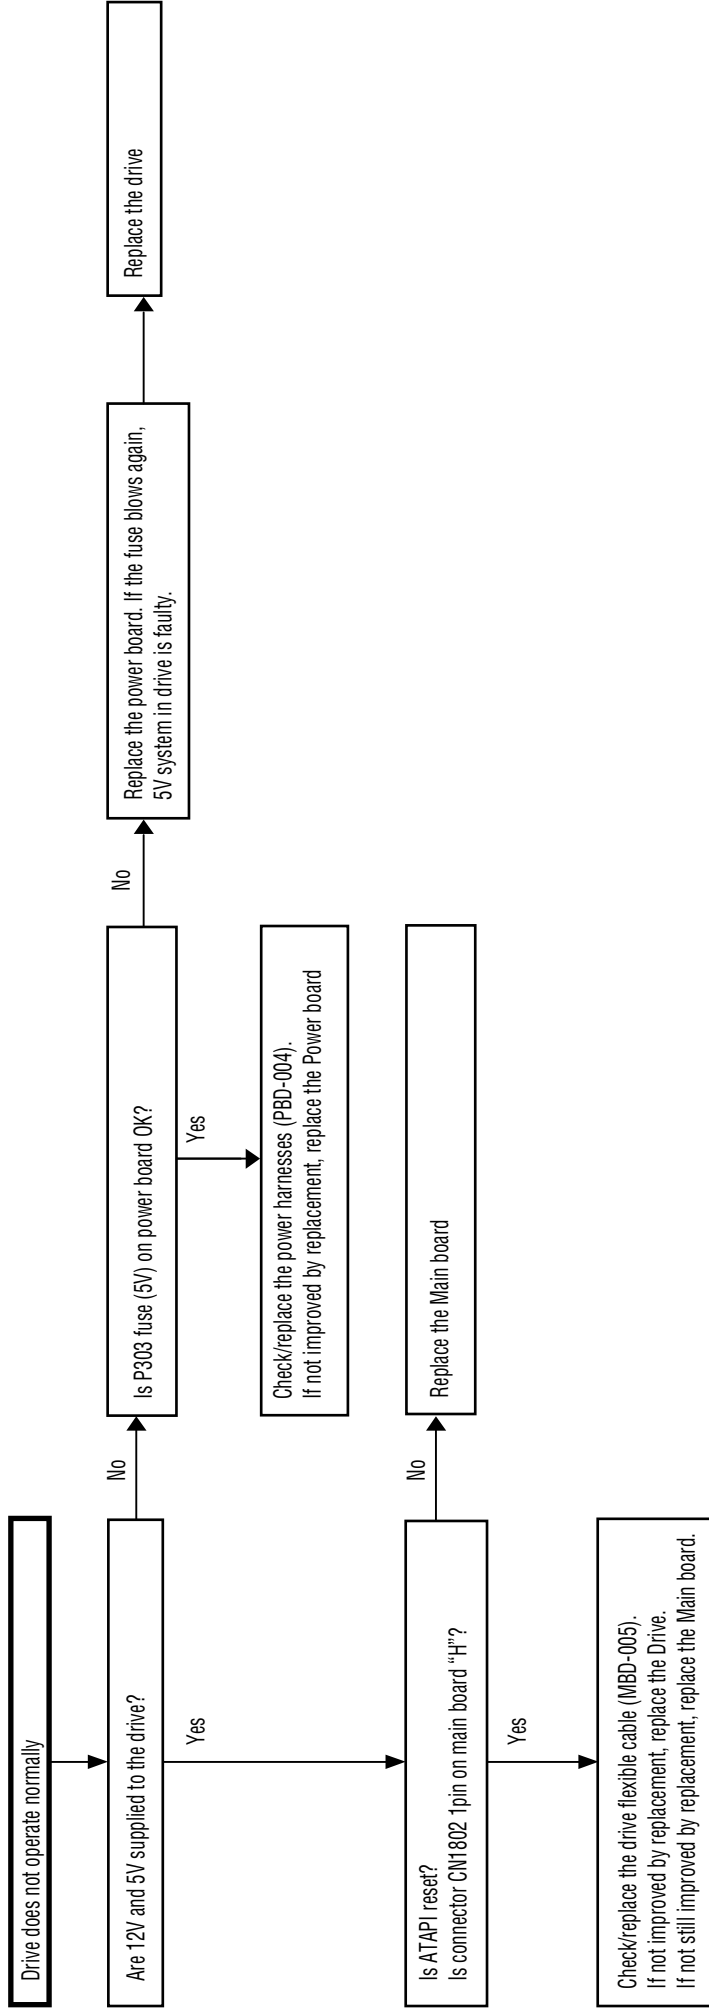 Drive does not operate normally
Are 12V and 5V supplied to the drive?
No
Is P303 fuse (5V) on power board OK?
No
Replace the power board. If the fuse blows again,
5V system in drive is faulty.
Replace the drive
Yes
Check/replace the power harnesses (PBD-004).
If not improved by replacement, replace the Power board
Yes
Is ATAPI reset?
Is connector CN1802 1pin on main board “H”?
No
Replace the Main board
Yes
Check/replace the drive flexible cable (MBD-005).
If not improved by replacement, replace the Drive.
If not still improved by replacement, replace the Main board.